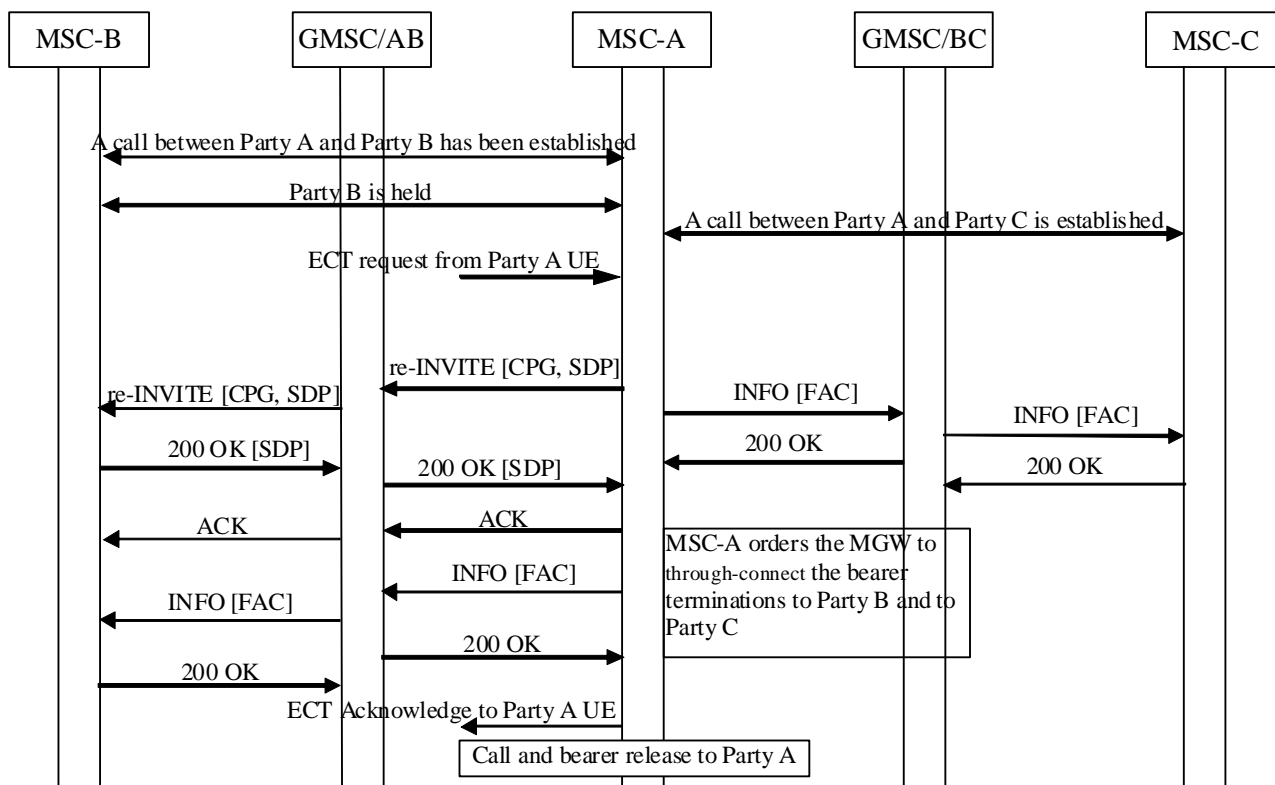 MSC-B
GMSC/AB
MSC-A
GMSC/BC
MSC-C
A call between Party A and Party B has been established
Party B is held
A call between Party A and Party C is established
ECT request from Party A UE
re-INVITE [CPG, SDP]
re-INVITE [CPG, SDP]
INFO [FAC]
INFO [FAC]
200 OK [SDP]
200 OK
200 OK [SDP]
200 OK
ACK
ACK
MSC-A orders the MGW to
through-connect the bearer
terminations to Party B and to
Party C
INFO [FAC]
INFO [FAC]
200 OK
200 OK
ECT Acknowledge to Party A UE
Call and bearer release to Party A